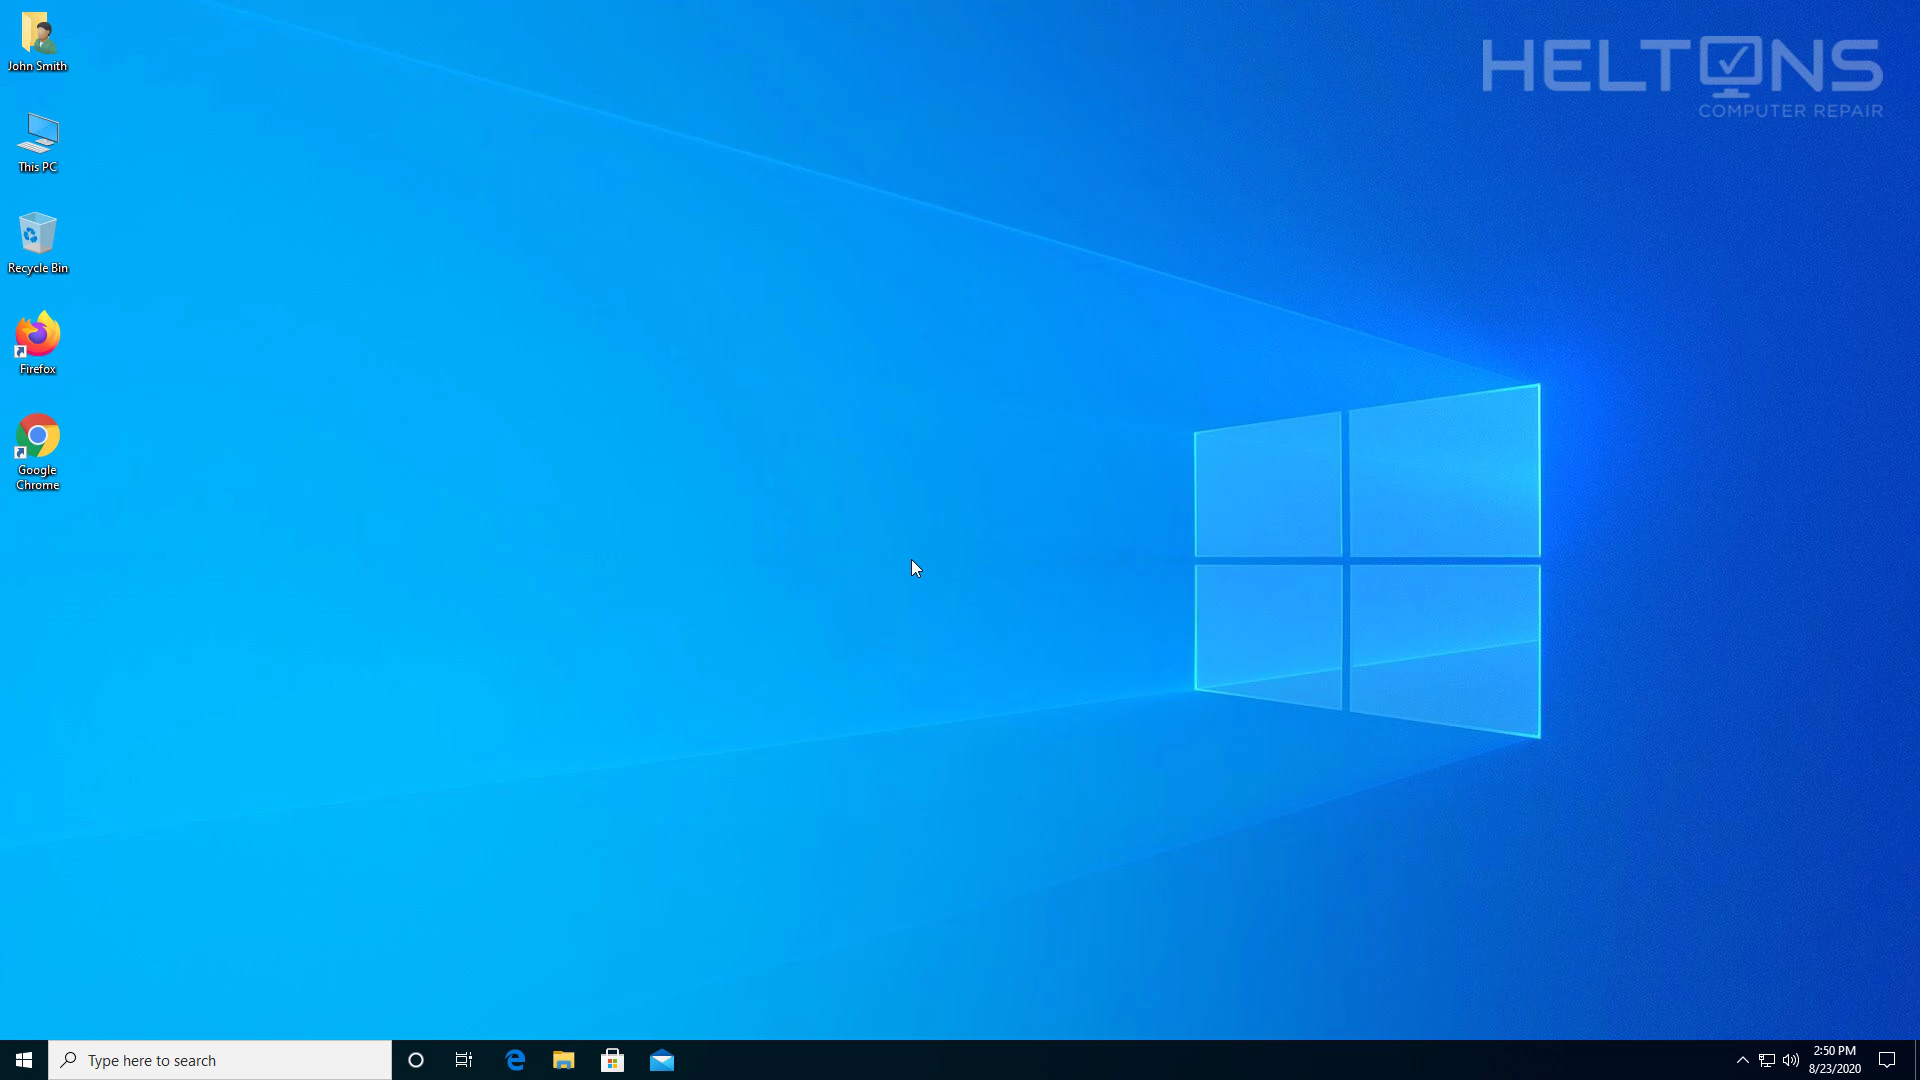 John Smith
This PC
Recycle Bin
Firefox
Google
Chrome
HELTONS
COMPUTER REPAIR
Type here to search
2:50 PM
8/23/2020